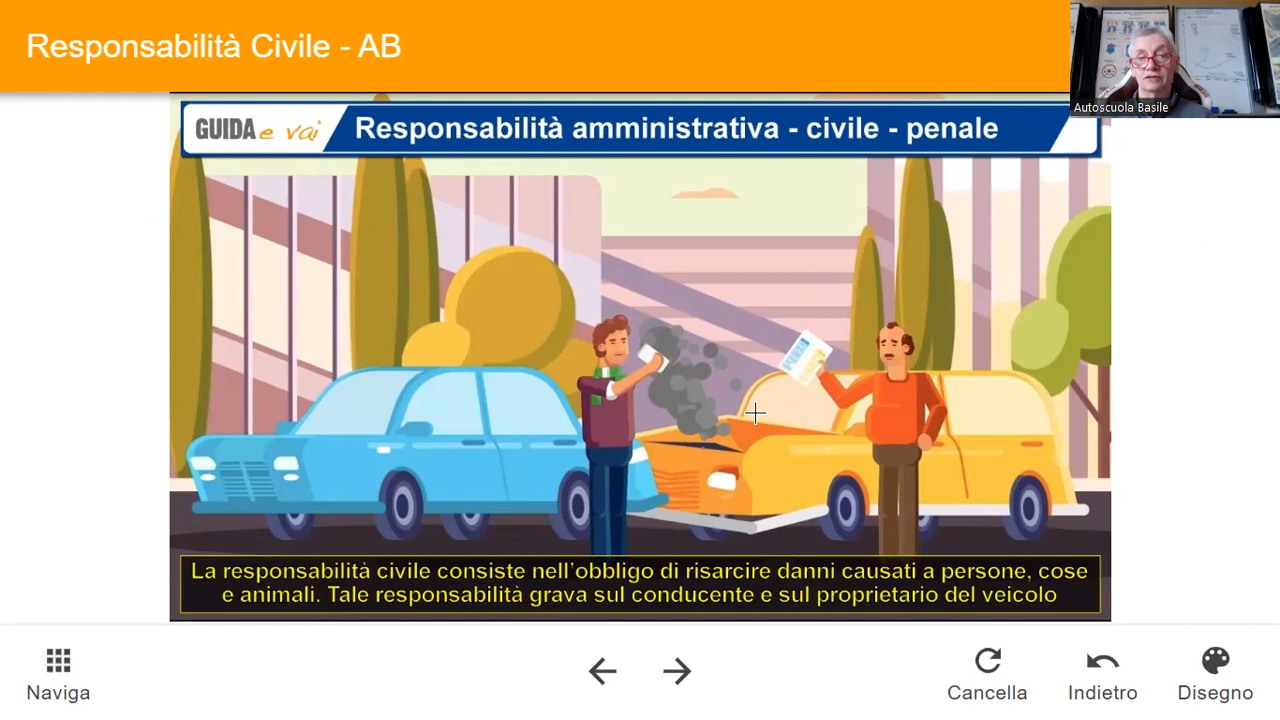 Responsabilità Civile - AB
Autoscuola Basile
GUIDA e vai
Responsabilità amministrativa - civile - penale
La responsabilità civile consiste nell'obbligo di risarcire danni causati a persone, cose
e animali. Tale responsabilità grava sul conducente e sul proprietario del veicolo
Naviga
Cancella
Indietro
Disegno